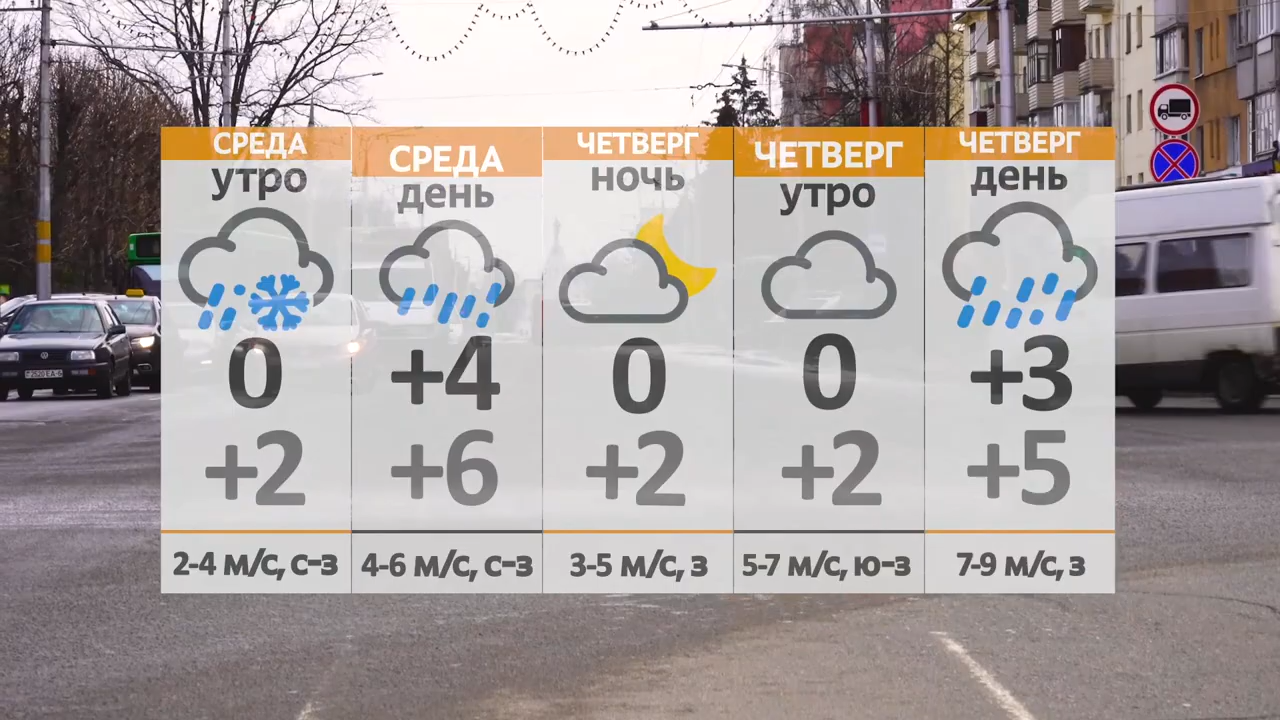 СРЕДА
утро
0
+2
2-4 м/с, с-з
СРЕДА
день
+4
+6
4-6 м/с, с-з
ЧЕТВЕРГ
ночь
0
+2
3-5 м/с, з
ЧЕТВЕРГ
утро
0
+2
5-7 м/с, ю-з
ЧЕТВЕРГ
день
+3
+5
7-9 м/с, з